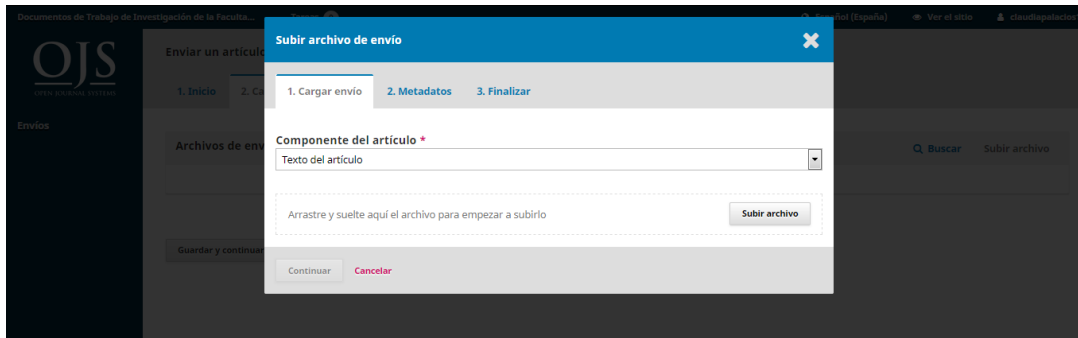 Documentos de Trabajo de Investigación de la Faculta... Tareas
Español (España) Ver el sitio claudiapalacios
OJS
OPEN JOURNAL SYSTEMS
Envíos
Enviar un artículo
1. Inicio 2. Ca
Archivos de env
Buscar Subir archivo
Guardar y continuar
Subir archivo de envío
1. Cargar envío 2. Metadatos 3. Finalizar
Componente del artículo *
Texto del artículo
Arrastre y suelte aquí el archivo para empezar a subirlo
Subir archivo
Continuar Cancelar